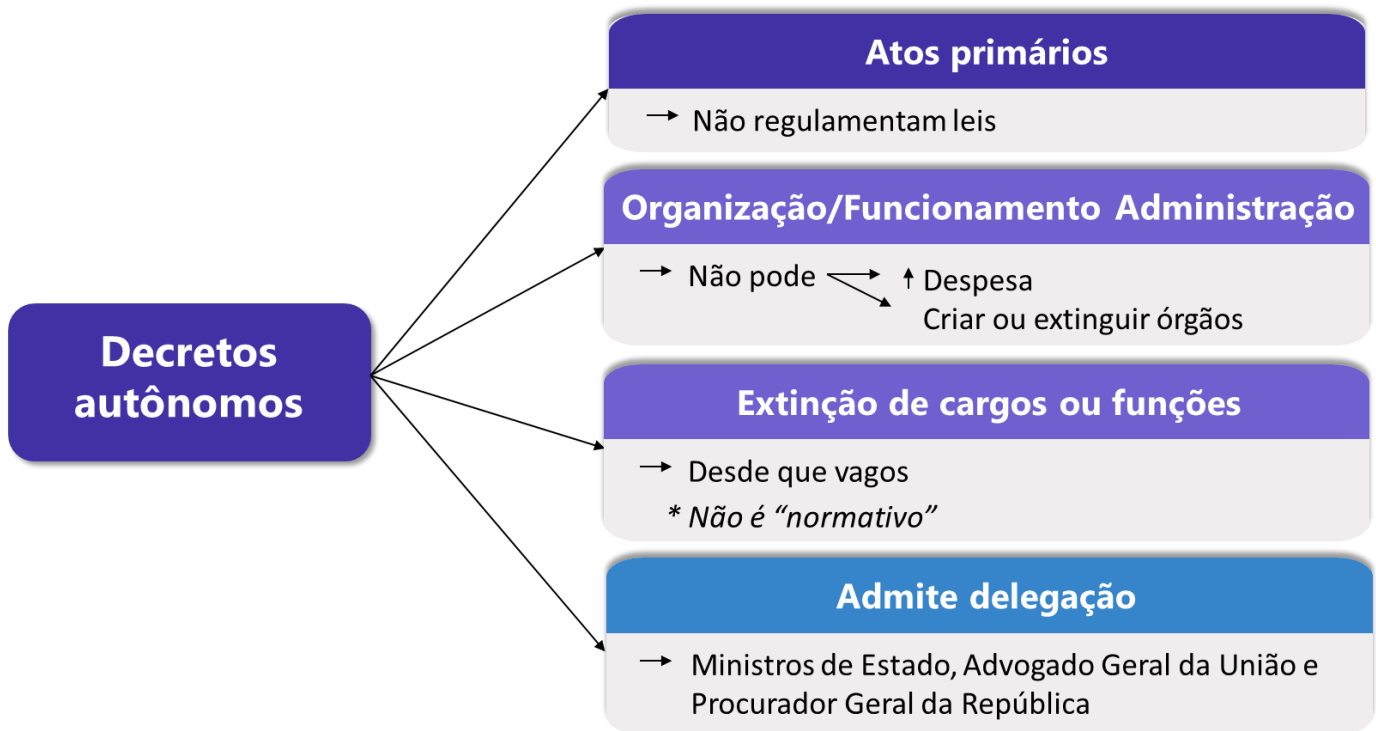 Decretos
autônomos
Atos primários
Não regulamentam leis
Organização/Funcionamento Administração
Não pode
Despesa
Criar ou extinguir órgãos
Extinção de cargos ou funções
Desde que vagos
* Não é “normativo”
Admite delegação
Ministros de Estado, Advogado Geral da União e
Procurador Geral da República